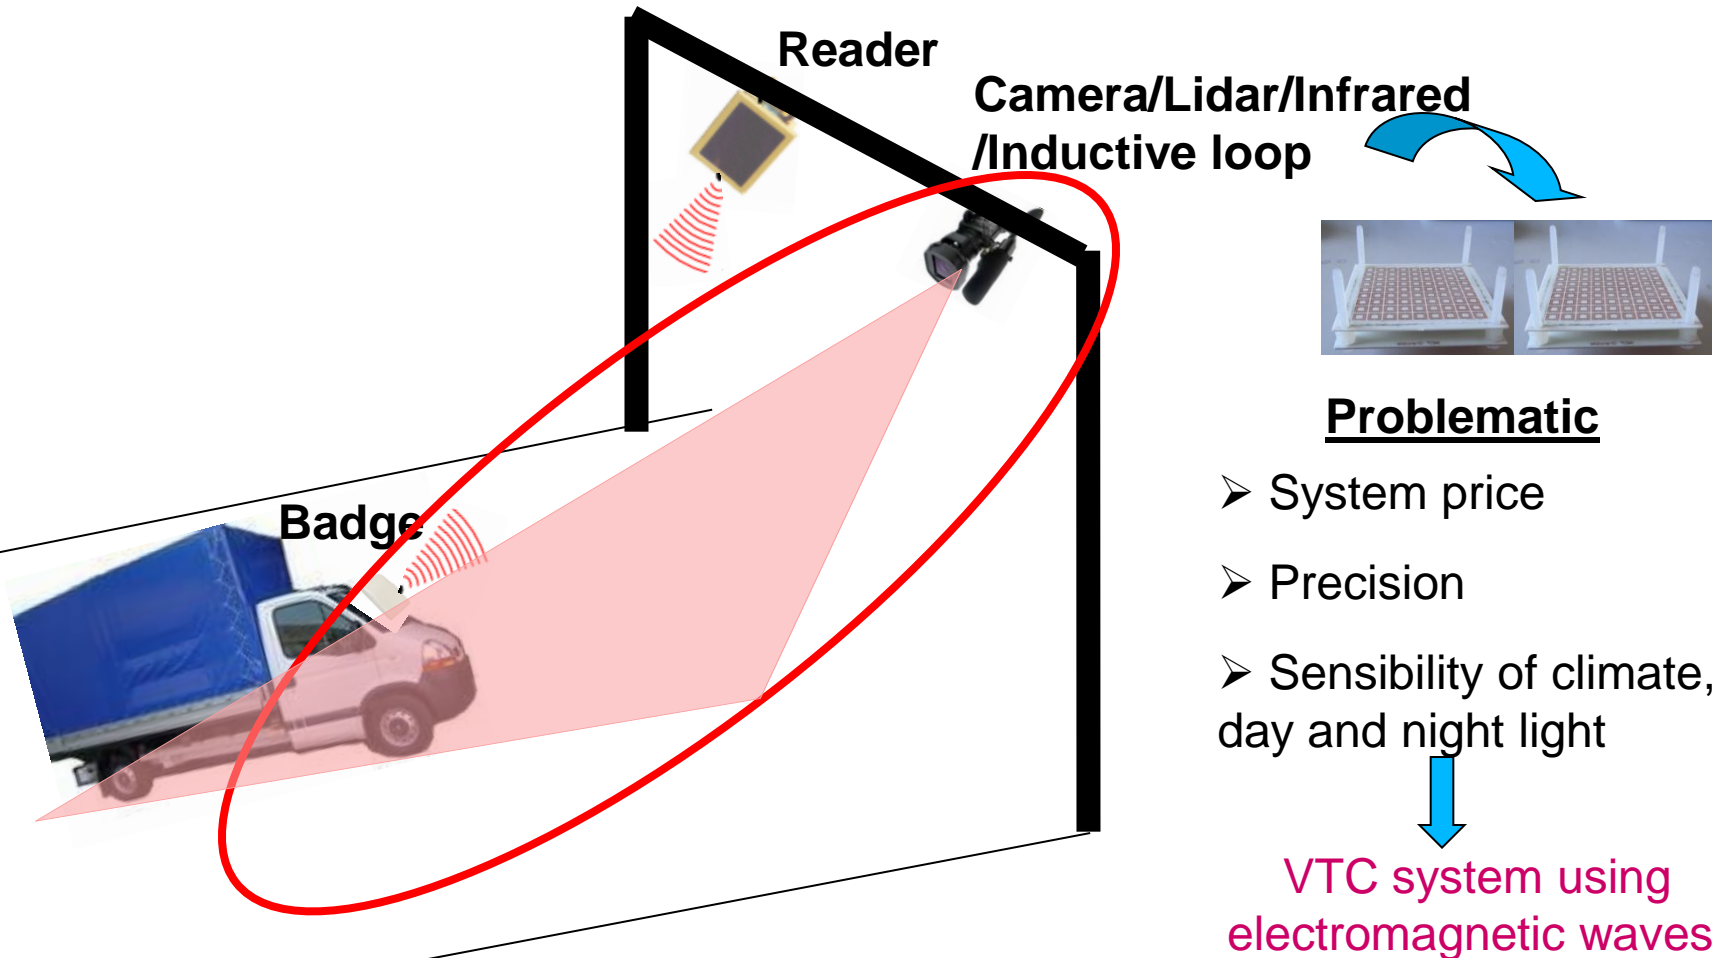 Reader
Camera/Lidar/Infrared
/Inductive loop
Badge
Problematic
➢ System price
➢ Precision
➢ Sensibility of climate,
day and night light
VTC system using
electromagnetic waves